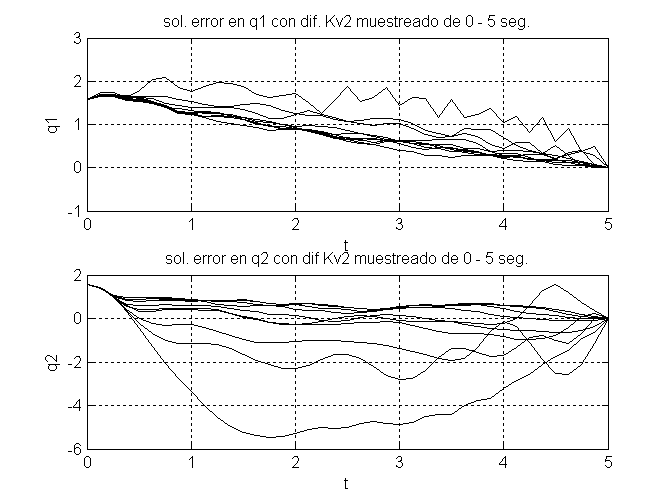 sol. error en q1 con dif. Kv2 muestreado de 0 - 5 seg.
3
2
1
0
-1
q1
0 1 2 3 4 5
t
sol. error en q2 con dif Kv2 muestreado de 0 - 5 seg.
2
0
-2
-4
-6
q2
0 1 2 3 4 5
t